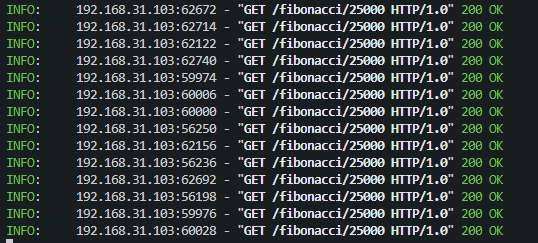 INFO:     192.168.31.103:62672 - "GET /fibonacci/25000 HTTP/1.0" 200 OK
INFO:     192.168.31.103:62714 - "GET /fibonacci/25000 HTTP/1.0" 200 OK
INFO:     192.168.31.103:62122 - "GET /fibonacci/25000 HTTP/1.0" 200 OK
INFO:     192.168.31.103:62740 - "GET /fibonacci/25000 HTTP/1.0" 200 OK
INFO:     192.168.31.103:59974 - "GET /fibonacci/25000 HTTP/1.0" 200 OK
INFO:     192.168.31.103:60006 - "GET /fibonacci/25000 HTTP/1.0" 200 OK
INFO:     192.168.31.103:60000 - "GET /fibonacci/25000 HTTP/1.0" 200 OK
INFO:     192.168.31.103:56250 - "GET /fibonacci/25000 HTTP/1.0" 200 OK
INFO:     192.168.31.103:62156 - "GET /fibonacci/25000 HTTP/1.0" 200 OK
INFO:     192.168.31.103:56236 - "GET /fibonacci/25000 HTTP/1.0" 200 OK
INFO:     192.168.31.103:62692 - "GET /fibonacci/25000 HTTP/1.0" 200 OK
INFO:     192.168.31.103:56198 - "GET /fibonacci/25000 HTTP/1.0" 200 OK
INFO:     192.168.31.103:59976 - "GET /fibonacci/25000 HTTP/1.0" 200 OK
INFO:     192.168.31.103:60028 - "GET /fibonacci/25000 HTTP/1.0" 200 OK